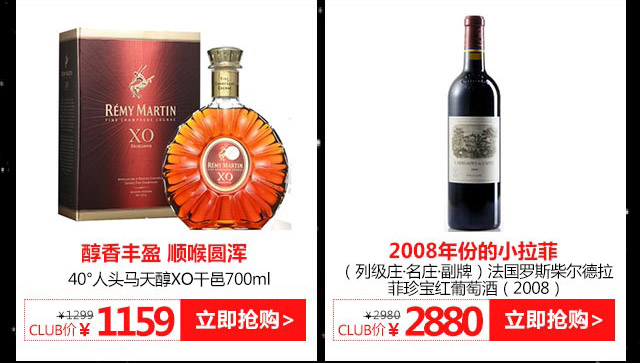 RÉMY MARTIN
FINE CHAMPAGNE COGNAC
XO
EXCELLENCE
RÉMY MARTIN
XO
醇香丰盈 顺喉圆浑
40°人头马天醇XO干邑700ml
¥1299
CLUB价¥1159
立即抢购>
2008年份的小拉菲
（列级庄·名庄·副牌）法国罗斯柴尔德拉
菲珍宝红葡萄酒（2008）
¥2980
CLUB价¥2880
立即抢购>